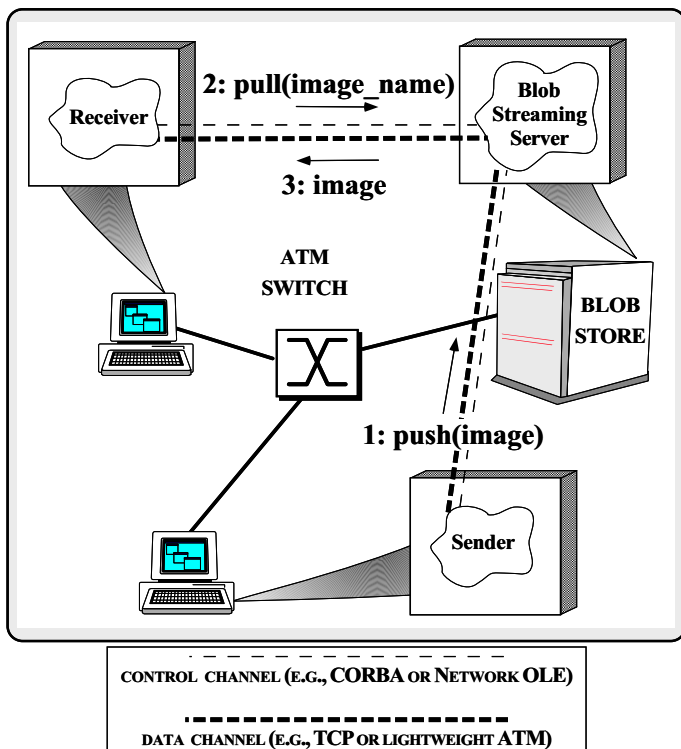 2: pull(image_name)
Receiver
Blob
Streaming
Server
3: image
ATM
SWITCH
BLOB
STORE
1: push(image)
Sender
CONTROL CHANNEL (E.G., CORBA OR NETWORK OLE)
DATA CHANNEL (E.G., TCP OR LIGHTWEIGHT ATM)